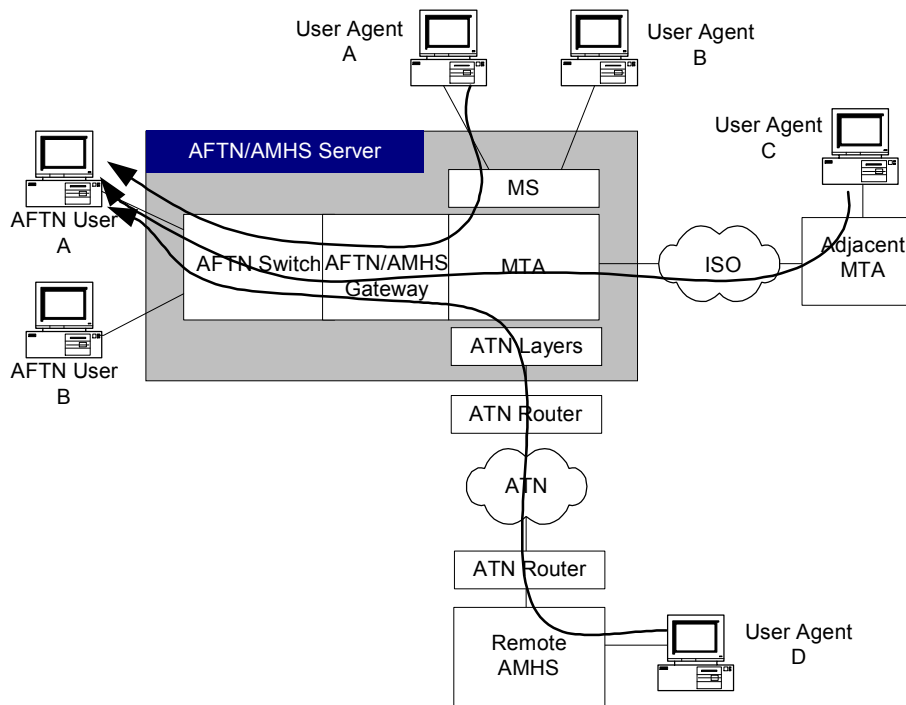 User Agent
A
User Agent
B
AFTN/AMHS Server
User Agent
C
MS
AFTN User
A
AFTN Switch
AFTN/AMHS
Gateway
MTA
ISO
Adjacent
MTA
AFTN User
B
ATN Layers
ATN Router
ATN
ATN Router
Remote
AMHS
User Agent
D